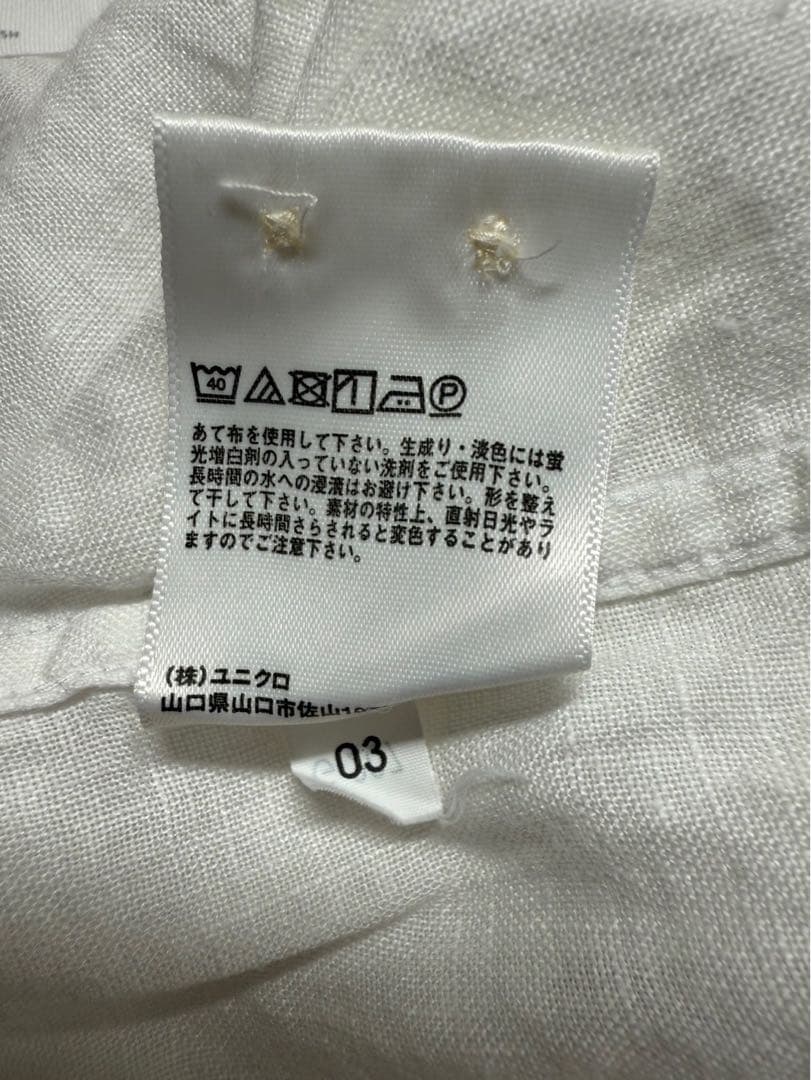 SH
40
P
あて布を使用して下さい。生成り・淡色には蛍
光増白剤の入っていない洗剤をご使用下さい。
長時間の水への浸漬はお避け下さい。形を整え
て干して下さい。素材の特性上、直射日光やラ
イトに長時間さらされると変色することがあり
ますのでご注意下さい。
(株)ユニクロ
山口県山口市佐山
03